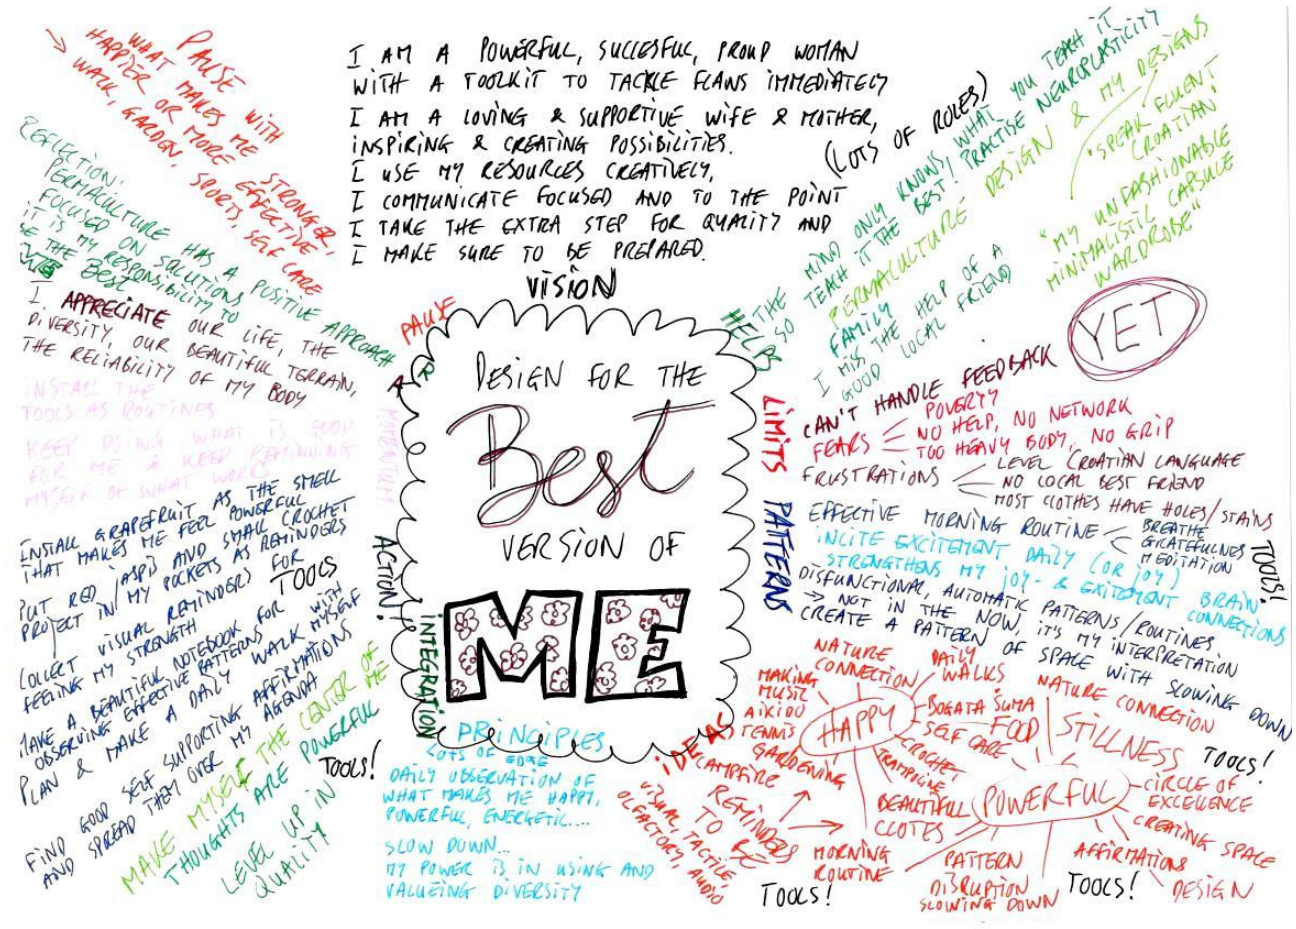 I AM A POWERFUL, SUCCESFUL, PROUD WOMAN
WITH A TOOLKIT TO TACKLE FLAWS IMMEDIATELY
I AM A LOVING & SUPPORTIVE WIFE & MOTHER,
INSPIRING & CREATING POSSIBILITIES.
I USE MY RESOURCES CREATIVELY,
I COMMUNICATE FOCUSED AND TO THE POINT
I TAKE THE EXTRA STEP FOR QUALITY AND
I MAKE SURE TO BE PREPARED.
VISION
DESIGN FOR THE
Best
VERSION OF
ME
HELPS
THE MIND ONLY KNOWS, WHAT YOU TEACH IT
SO TEACH IT THE BEST! PRACTISE NEUROPLASTICITY
PERMACULTURE DESIGN & MY DESIGNS
FAMILY (LOTS OF ROLES)
I MISS THE HELP OF A
GOOD LOCAL FRIEND
"SPEAK FLUENT
CROATIAN"
"MY UNFASHIONABLE
MINIMALISTIC CAPSULE
WARDROBE"
YET
LIMITS
CAN'T HANDLE FEEDBACK
FEARS
POVERTY
NO HELP, NO NETWORK
TOO HEAVY BODY, NO GRIP
FRUSTRATIONS
LEVEL CROATIAN LANGUAGE
NO LOCAL BEST FRIEND
MOST CLOTHES HAVE HOLES/STAINS
PATTERNS
EFFECTIVE MORNING ROUTINE
BREATHE
GRATEFULNES
MEDITATION
TOOLS!
INCITE EXCITEMENT DAILY (OR JOY)
STRENGTHENS MY JOY- & EXITEMENT BRAIN
CONNECTIONS
DISFUNCTIONAL, AUTOMATIC PATTERNS/ROUTINES
→ NOT IN THE NOW, IT'S MY INTERPRETATION
CREATE A PATTERN OF SPACE WITH SLOWING DOWN
IDEAS
HAPPY
NATURE
CONNECTION
DAILY
WALKS
BOGATA SUMA
FOOD
SELF CARE
CROCHET
TRAMPOLINE
BEAUTIFUL
CLOTES
MAKING
MUSIC
AIKIDO
TENNIS
GARDENING
CAMPFIRE
REMINDERS
TO BE
VISUAL, TACTILE,
OLFACTORY, AUDIO
MORNING
ROUTINE
TOOLS!
POWERFUL
NATURE CONNECTION
STILLNESS
TOOLS!
CIRCLE OF
EXCELLENCE
CREATING SPACE
AFFIRMATIONS
DESIGN
PATTERN
DISRUPTION
SLOWING DOWN
TOOLS!
PRINCIPLES
LOTS OF EDGE
DAILY OBSERVATION OF
WHAT MAKES ME HAPPY,
POWERFUL, ENERGETIC....
SLOW DOWN...
MY POWER IS IN USING AND
VALUEING DIVERSITY
INTEGRATION
MAKE MYSELF THE CENTER OF ME
THOUGHTS ARE POWERFUL
LEVEL UP IN
QUALITY
TOOLS!
ACTION!
INSTALL GRAPEFRUIT AS THE SMELL
THAT MAKES ME FEEL POWERFUL
PUT RED JASPIS AND SMALL CROCHET
PROJECT IN MY POCKETS AS REMINDERS
COLLECT VISUAL REMINDERS FOR
FEELING MY STRENGTH
TOOLS
MAKE A BEAUTIFUL NOTEBOOK FOR
OBSERVING EFFECTIVE PATTERNS
PLAN & MAKE A DAILY WALK WITH MYSELF
FIND GOOD SELF SUPPORTING AFFIRMATIONS
AND SPREAD THEM OVER MY AGENDA
MOMENTUM
INSTALL THE
TOOLS AS ROUTINES
KEEP DOING WHAT IS GOOD
FOR ME & KEEP REMINDING
MYSELF OF WHAT WORKS
A
I APPRECIATE OUR LIFE, THE
DIVERSITY, OUR BEAUTIFUL TERRAIN,
THE RELIABILITY OF MY BODY
R
REFLECTION:
PERMACULTURE HAS A POSITIVE APPROACH
FOCUSED ON SOLUTIONS
IT IS MY RESPONSIBILITY TO
BE THE BEST
ME
PAUSE
PAUSE WITH
WHAT MAKES ME STRONGER,
HAPPIER OR MORE EFFECTIVE
→ WALK, GARDEN, SPORTS, SELF CARE